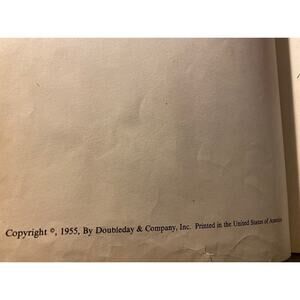 Copyright ©, 1955, By Doubleday & Company, Inc. Printed in the United States of America